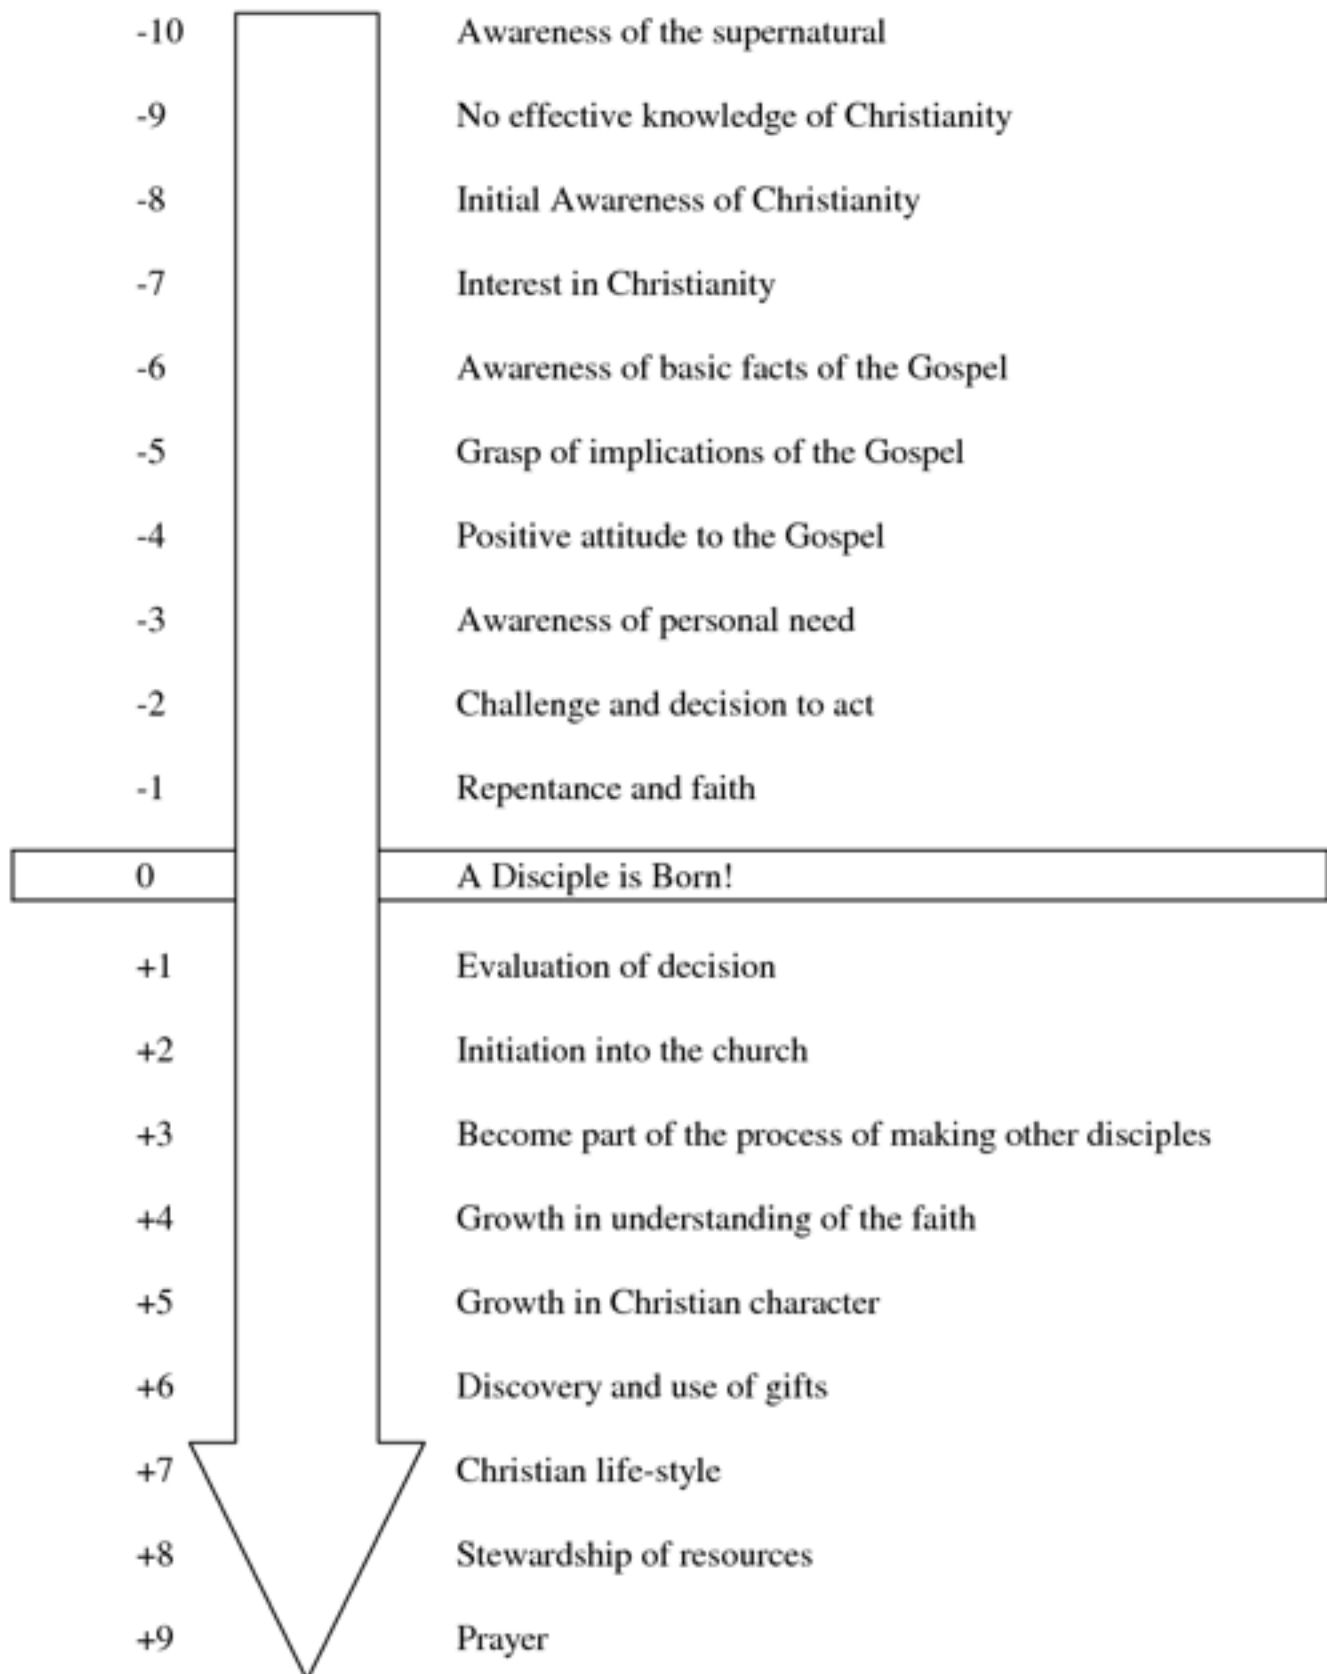 -10 Awareness of the supernatural
-9 No effective knowledge of Christianity
-8 Initial Awareness of Christianity
-7 Interest in Christianity
-6 Awareness of basic facts of the Gospel
-5 Grasp of implications of the Gospel
-4 Positive attitude to the Gospel
-3 Awareness of personal need
-2 Challenge and decision to act
-1 Repentance and faith
0 A Disciple is Born!
+1 Evaluation of decision
+2 Initiation into the church
+3 Become part of the process of making other disciples
+4 Growth in understanding of the faith
+5 Growth in Christian character
+6 Discovery and use of gifts
+7 Christian life-style
+8 Stewardship of resources
+9 Prayer